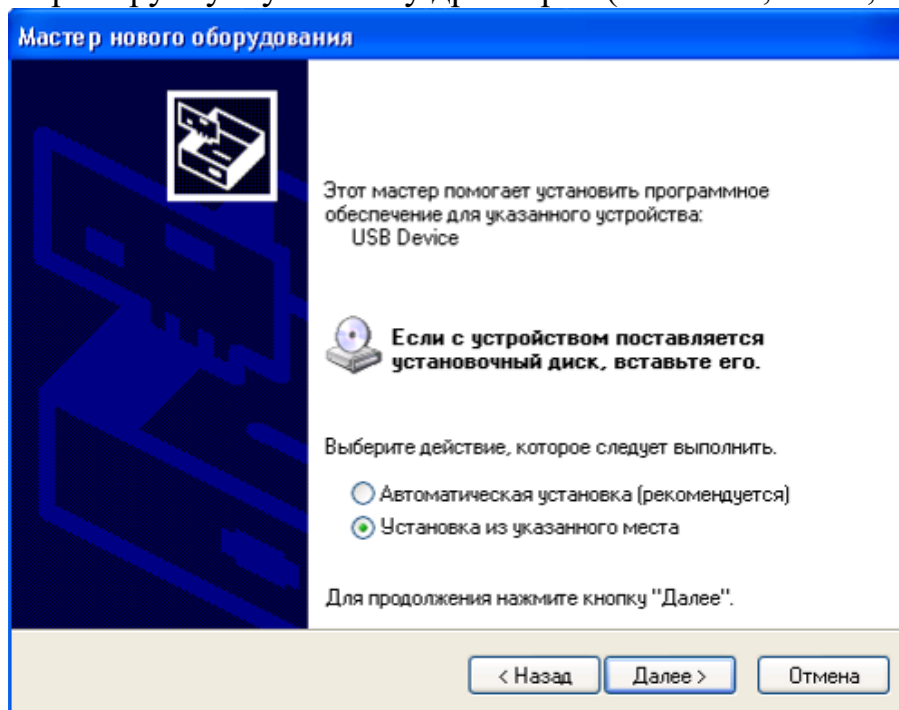 Мастер нового оборудования
Этот мастер помогает установить программное
обеспечение для указанного устройства:
USB Device
Если с устройством поставляется
установочный диск, вставьте его.
Выберите действие, которое следует выполнить.
Автоматическая установка (рекомендуется)
Установка из указанного места
Для продолжения нажмите кнопку "Далее".
< Назад
Далее >
Отмена